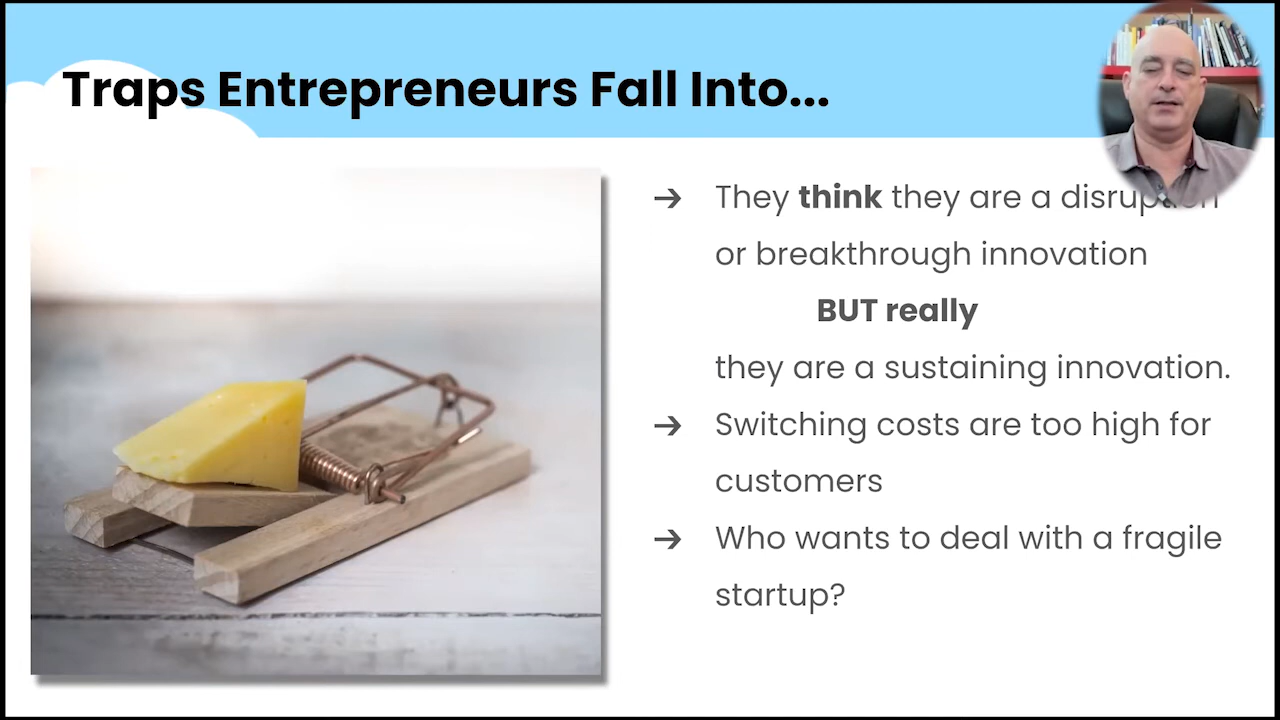 Traps Entrepreneurs Fall Into...
➔ They think they are a
or breakthrough innovation
BUT really
they are a sustaining innovation.
➔ Switching costs are too high for
customers
➔ Who wants to deal with a fragile
startup?